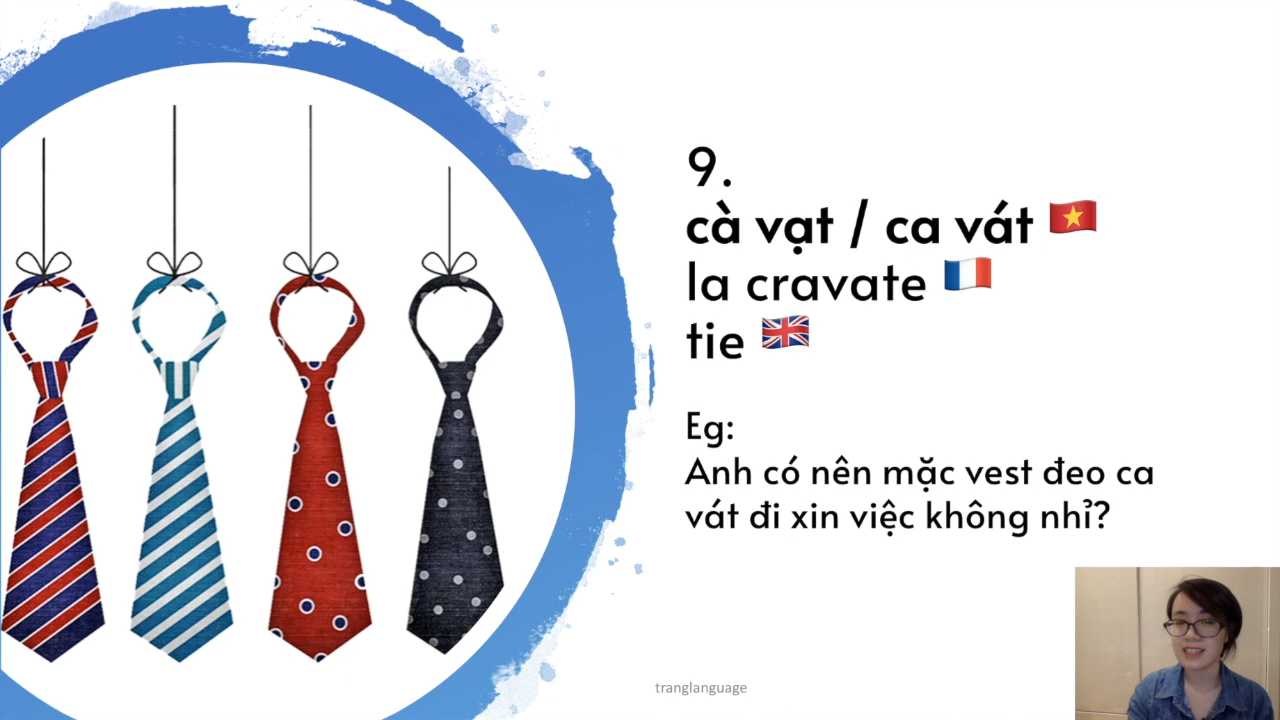 9.
cà vạt / ca vát
la cravate
tie
Eg:
Anh có nên mặc vest đeo ca
vát đi xin việc không nhỉ?
tranglanguage